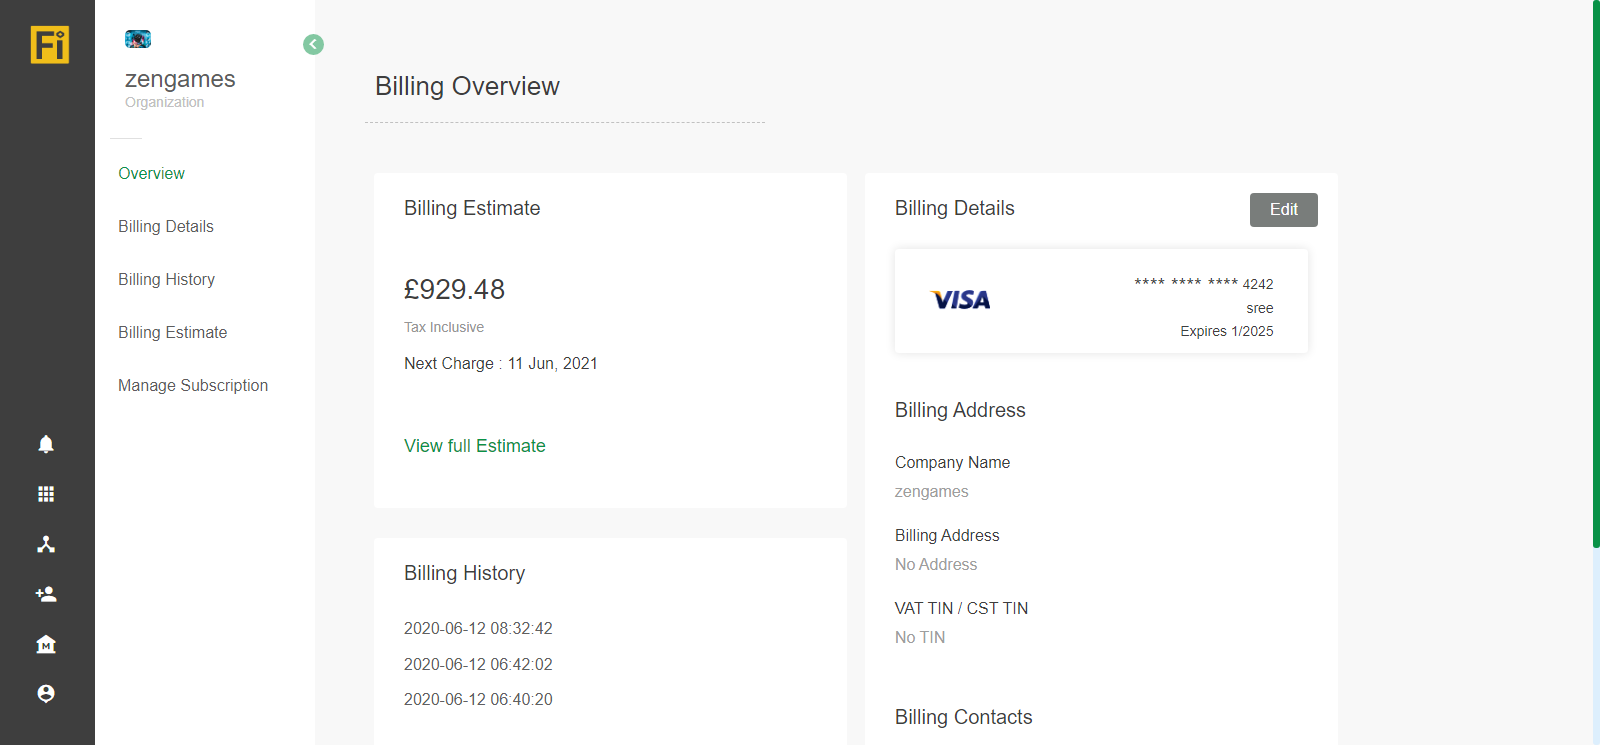 Fi
zengames
Organization
Overview
Billing Details
Billing History
Billing Estimate
Manage Subscription
M
Billing Overview
Billing Estimate
£929.48
Tax Inclusive
Next Charge : 11 Jun, 2021
View full Estimate
Billing History
2020-06-12 08:32:42
2020-06-12 06:42:02
2020-06-12 06:40:20
Billing Details
Edit
VISA
**** **** **** 4242
sree
Expires 1/2025
Billing Address
Company Name
zengames
Billing Address
No Address
VAT TIN / CST TIN
No TIN
Billing Contacts